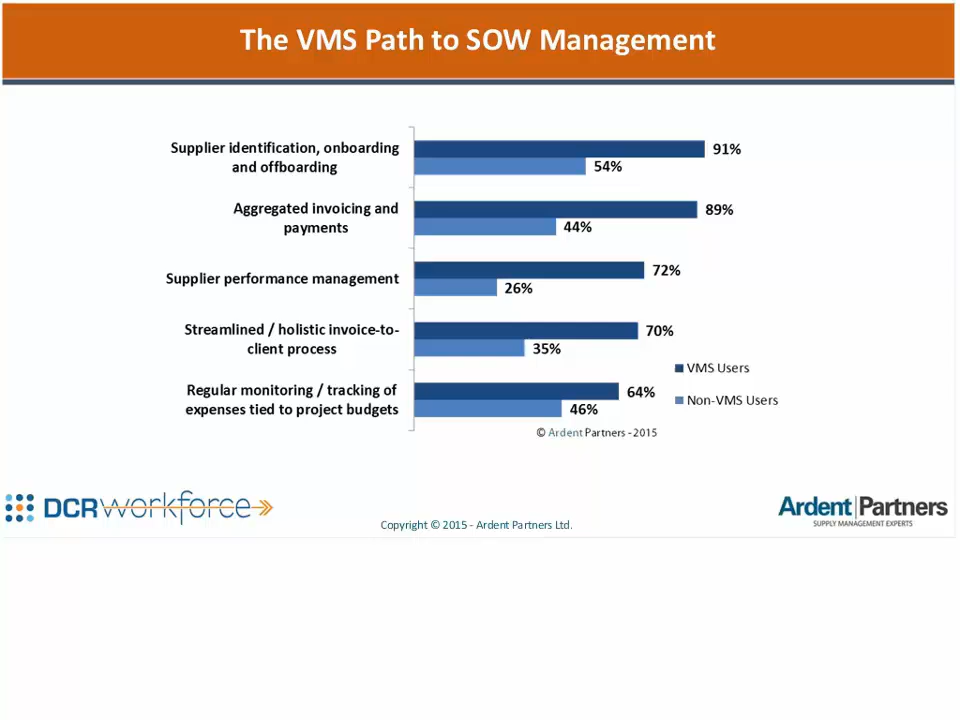 The VMS Path to SOW Management
Supplier identification, onboarding
and offboarding
91%
54%
Aggregated invoicing and
payments
89%
44%
Supplier performance management
72%
26%
Streamlined / holistic invoice-to-
client process
70%
35%
Regular monitoring / tracking of
expenses tied to project budgets
64%
46%
VMS Users
Non-VMS Users
© Ardent Partners - 2015
DCRworkforce
Copyright © 2015 - Ardent Partners Ltd.
Ardent|Partners
SUPPLY MANAGEMENT EXPERTS